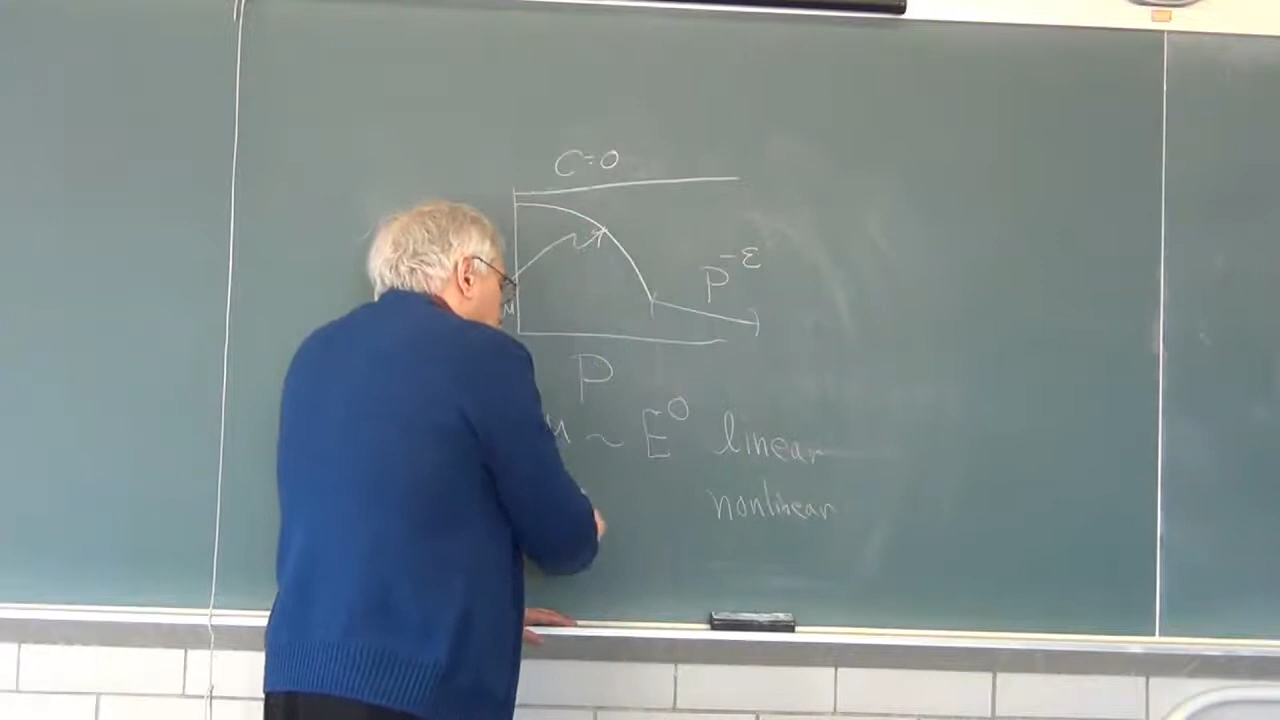 C=0
P^-ε
μ
P
μ ~ E^0 linear
nonlinear